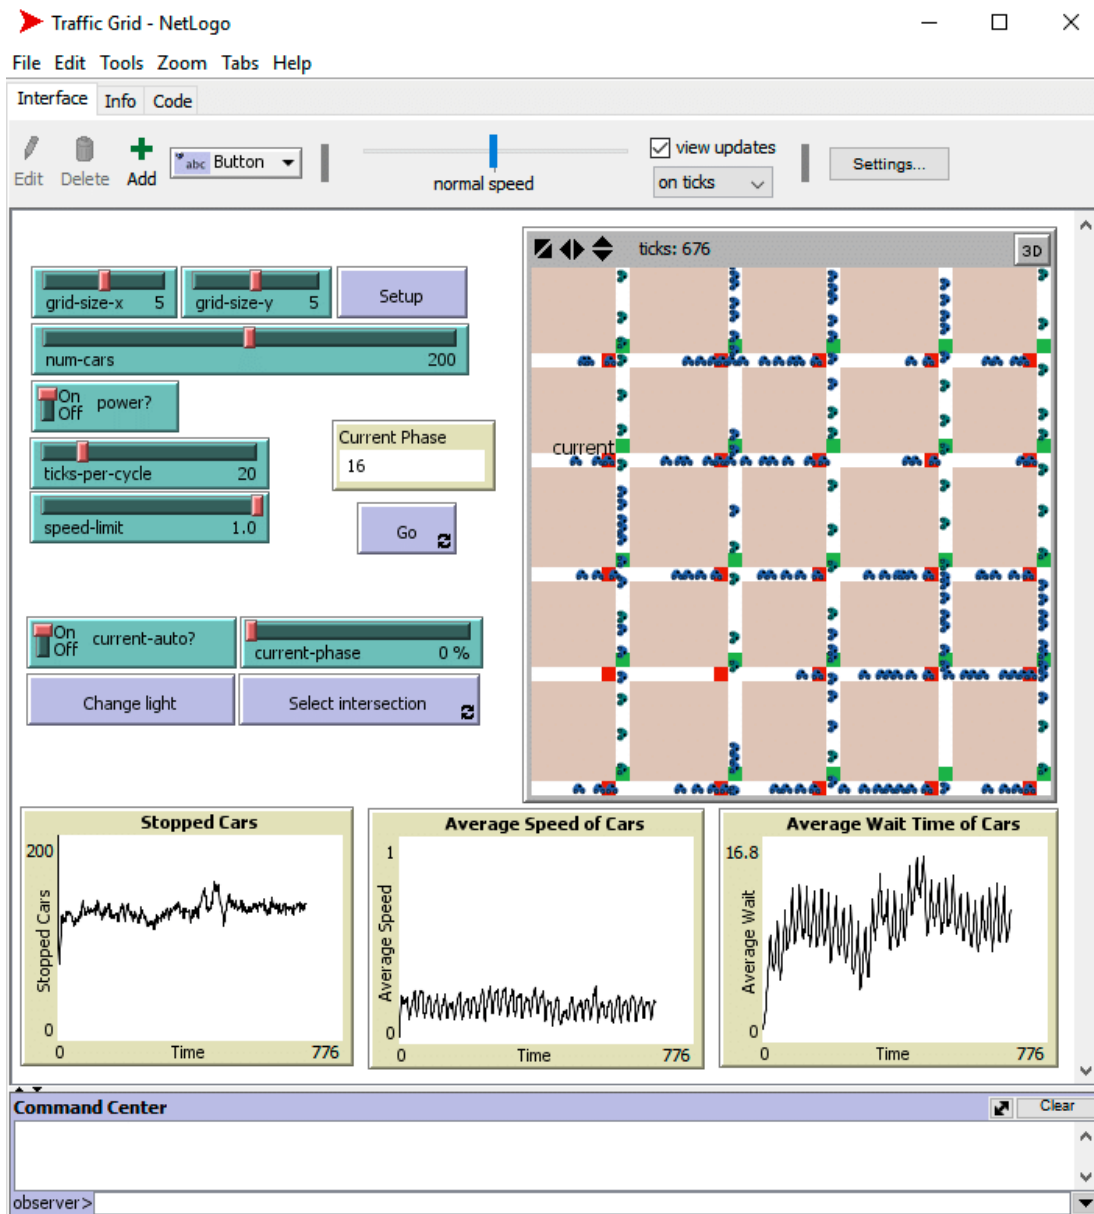 Traffic Grid - NetLogo
File Edit Tools Zoom Tabs Help
Interface Info Code
Edit Delete Add abc Button normal speed view updates on ticks Settings...
ticks: 676 3D
grid-size-x 5 grid-size-y 5 Setup
num-cars 200
On Off power?
Current Phase
16
ticks-per-cycle 20
speed-limit 1.0
Go
current
On Off current-auto? current-phase 0 %
Change light Select intersection
Stopped Cars
200
Stopped Cars
0
0 Time 776
Average Speed of Cars
1
Average Speed
0
0 Time 776
Average Wait Time of Cars
16.8
Average Wait
0
0 Time 776
Command Center Clear
observer>